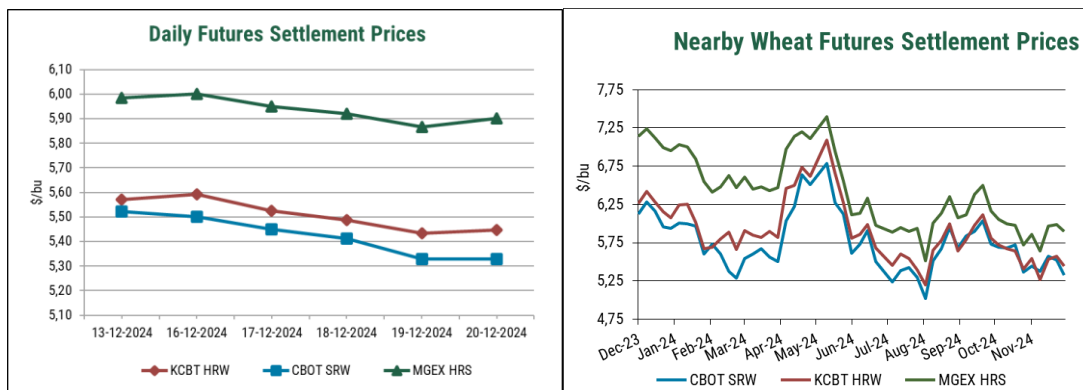 Daily Futures Settlement Prices
$/bu
6,10
6,00
5,90
5,80
5,70
5,60
5,50
5,40
5,30
5,20
5,10
13-12-2024 16-12-2024 17-12-2024 18-12-2024 19-12-2024 20-12-2024
KCBT HRW CBOT SRW MGEX HRS
Nearby Wheat Futures Settlement Prices
$/bu
7,75
7,25
6,75
6,25
5,75
5,25
4,75
Dec-23 Jan-24 Feb-24 Mar-24 Apr-24 May-24 Jun-24 Jul-24 Aug-24 Sep-24 Oct-24 Nov-24
CBOT SRW KCBT HRW MGEX HRS